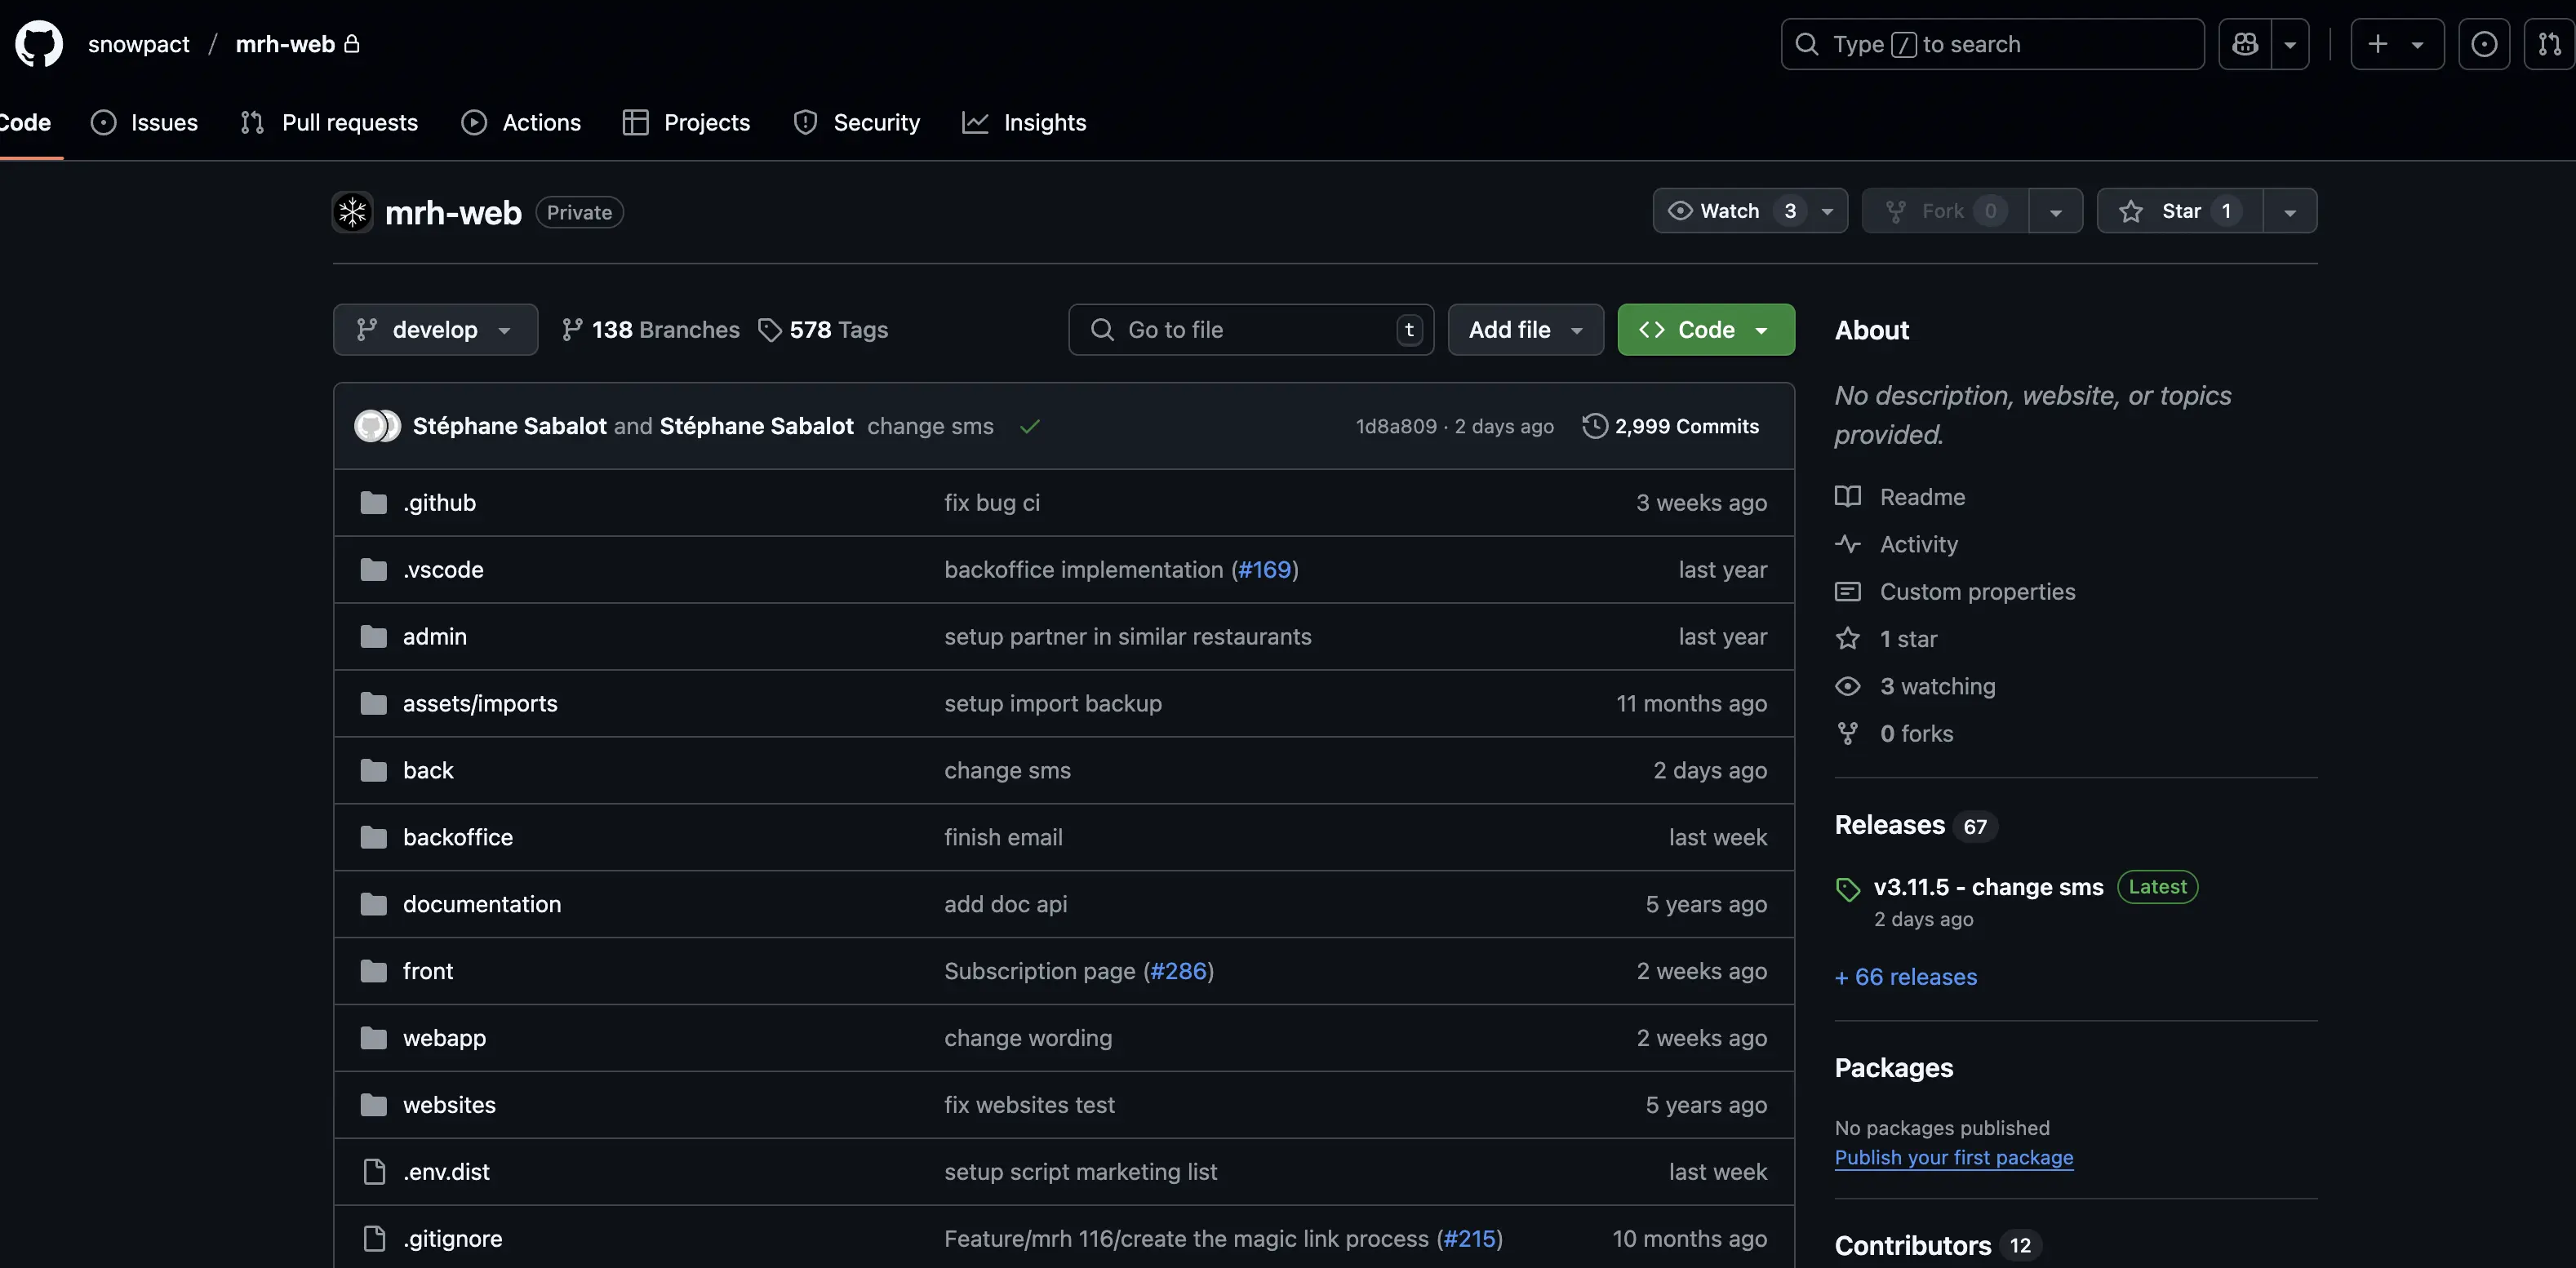 snowpact / mrh-web
Type / to search
Code
Issues
Pull requests
Actions
Projects
Security
Insights
mrh-web Private
Watch 3
Fork 0
Star 1
develop
138 Branches
578 Tags
Go to file t
Add file
Code
Stéphane Sabalot and Stéphane Sabalot change sms
1d8a809 · 2 days ago
2,999 Commits
.github fix bug ci 3 weeks ago
.vscode backoffice implementation (#169) last year
admin setup partner in similar restaurants last year
assets/imports setup import backup 11 months ago
back change sms 2 days ago
backoffice finish email last week
documentation add doc api 5 years ago
front Subscription page (#286) 2 weeks ago
webapp change wording 2 weeks ago
websites fix websites test 5 years ago
.env.dist setup script marketing list last week
.gitignore Feature/mrh 116/create the magic link process (#215) 10 months ago
About
No description, website, or topics
provided.
Readme
Activity
Custom properties
1 star
3 watching
0 forks
Releases 67
v3.11.5 - change sms Latest
2 days ago
+ 66 releases
Packages
No packages published
Publish your first package
Contributors 12